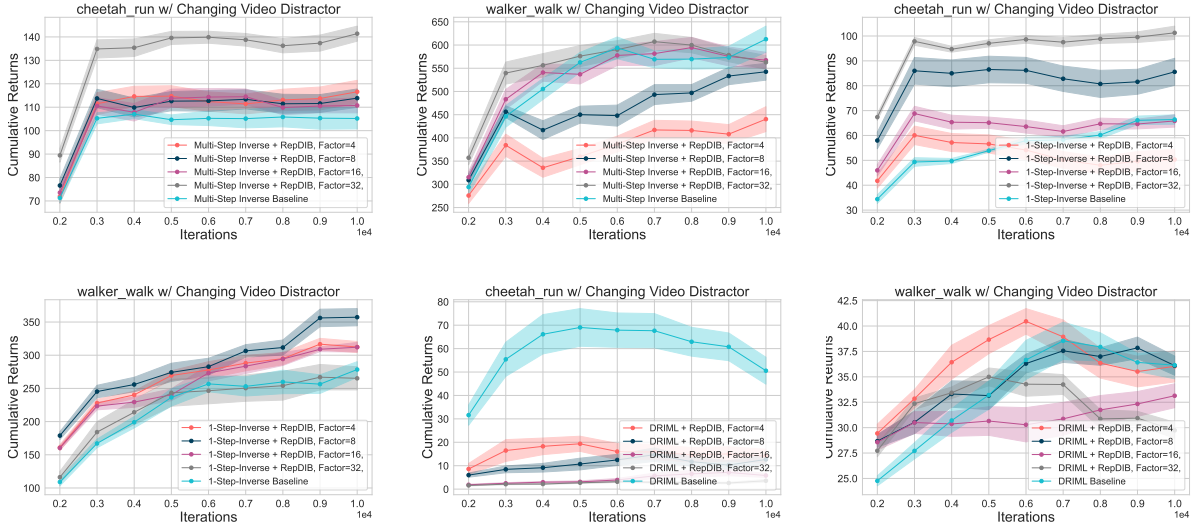 cheetah_run w/ Changing Video Distractor
Cumulative Returns
140
130
120
110
100
90
80
70
Multi-Step Inverse + RepDIB, Factor=4
Multi-Step Inverse + RepDIB, Factor=8
Multi-Step Inverse + RepDIB, Factor=16,
Multi-Step Inverse + RepDIB, Factor=32,
Multi-Step Inverse Baseline
0.2 0.3 0.4 0.5 0.6 0.7 0.8 0.9 1.0
1e4
Iterations
walker_walk w/ Changing Video Distractor
Cumulative Returns
650
600
550
500
450
400
350
300
250
Multi-Step Inverse + RepDIB, Factor=4
Multi-Step Inverse + RepDIB, Factor=8
Multi-Step Inverse + RepDIB, Factor=16,
Multi-Step Inverse + RepDIB, Factor=32,
Multi-Step Inverse Baseline
0.2 0.3 0.4 0.5 0.6 0.7 0.8 0.9 1.0
1e4
Iterations
cheetah_run w/ Changing Video Distractor
Cumulative Returns
100
90
80
70
60
50
40
30
1-Step-Inverse + RepDIB, Factor=4
1-Step-Inverse + RepDIB, Factor=8
1-Step-Inverse + RepDIB, Factor=16,
1-Step-Inverse + RepDIB, Factor=32,
1-Step-Inverse Baseline
0.2 0.3 0.4 0.5 0.6 0.7 0.8 0.9 1.0
1e4
Iterations
walker_walk w/ Changing Video Distractor
Cumulative Returns
350
300
250
200
150
100
1-Step-Inverse + RepDIB, Factor=4
1-Step-Inverse + RepDIB, Factor=8
1-Step-Inverse + RepDIB, Factor=16,
1-Step-Inverse + RepDIB, Factor=32,
1-Step-Inverse Baseline
0.2 0.3 0.4 0.5 0.6 0.7 0.8 0.9 1.0
1e4
Iterations
cheetah_run w/ Changing Video Distractor
Cumulative Returns
80
70
60
50
40
30
20
10
0
DRIML + RepDIB, Factor=4
DRIML + RepDIB, Factor=8
DRIML + RepDIB, Factor=16,
DRIML + RepDIB, Factor=32,
DRIML Baseline
0.2 0.3 0.4 0.5 0.6 0.7 0.8 0.9 1.0
1e4
Iterations
walker_walk w/ Changing Video Distractor
Cumulative Returns
42.5
40.0
37.5
35.0
32.5
30.0
27.5
25.0
DRIML + RepDIB, Factor=4
DRIML + RepDIB, Factor=8
DRIML + RepDIB, Factor=16,
DRIML + RepDIB, Factor=32,
DRIML Baseline
0.2 0.3 0.4 0.5 0.6 0.7 0.8 0.9 1.0
1e4
Iterations